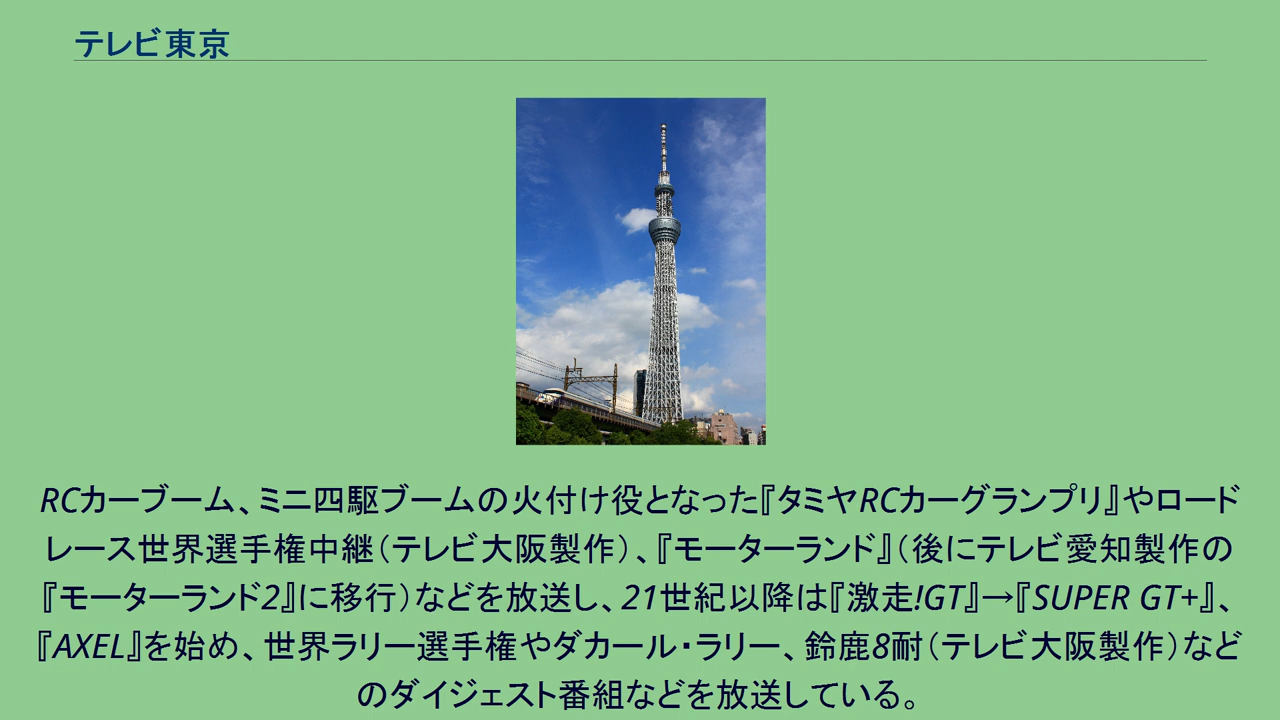 テレビ東京
RCカーブーム、ミニ四駆ブームの火付け役となった『タミヤRCカーグランプリ』やロード
レース世界選手権中継（テレビ大阪製作）、『モーターランド』（後にテレビ愛知製作の
『モーターランド2』に移行）などを放送し、21世紀以降は『激走!GT』→『SUPER GT+』、
『AXEL』を始め、世界ラリー選手権やダカール・ラリー、鈴鹿8耐（テレビ大阪製作）など
のダイジェスト番組などを放送している。